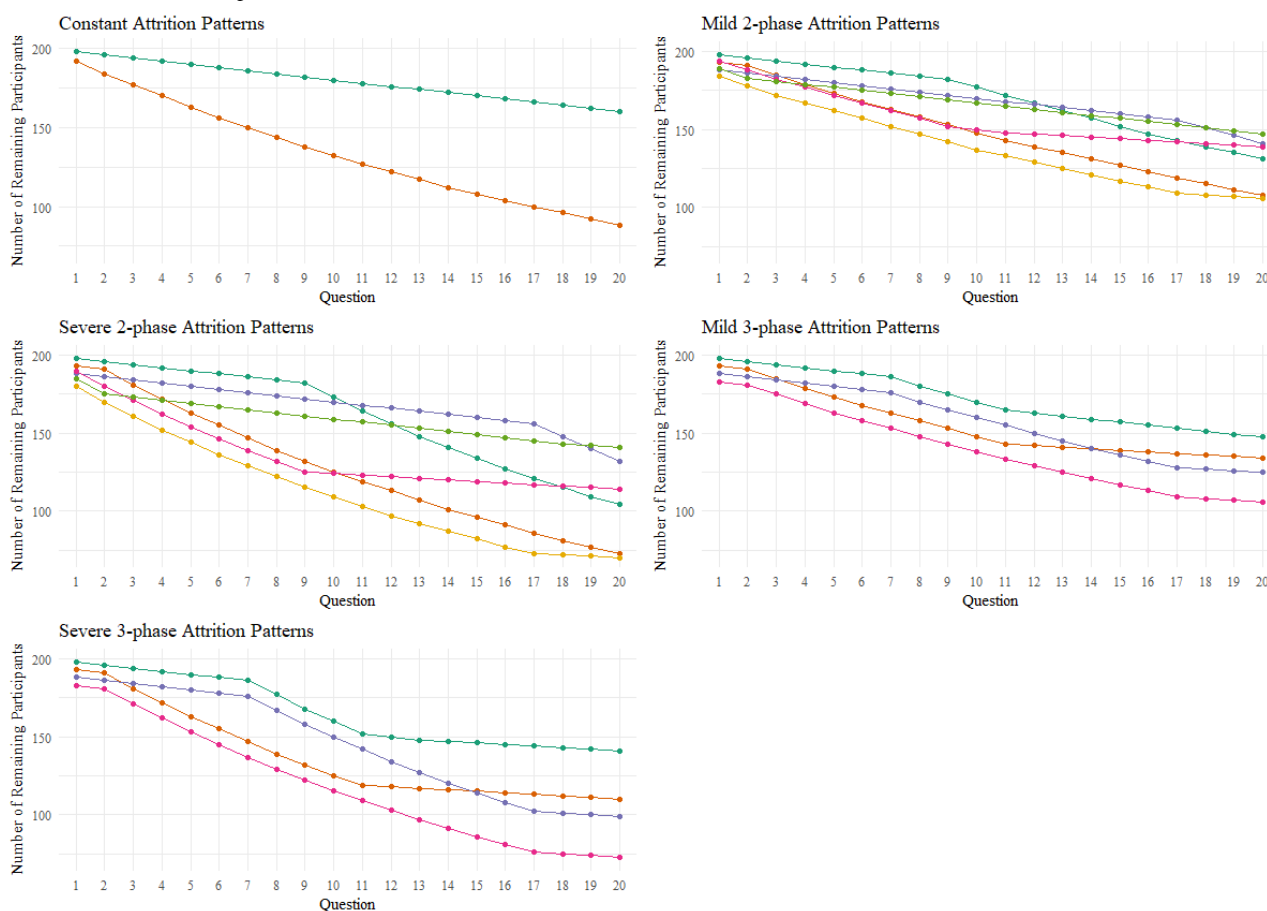 Constant Attrition Patterns
Number of Remaining Participants
200
150
100
1 2 3 4 5 6 7 8 9 10 11 12 13 14 15 16 17 18 19 20
Question
Mild 2-phase Attrition Patterns
Number of Remaining Participants
200
150
100
1 2 3 4 5 6 7 8 9 10 11 12 13 14 15 16 17 18 19 20
Question
Severe 2-phase Attrition Patterns
Number of Remaining Participants
200
150
100
1 2 3 4 5 6 7 8 9 10 11 12 13 14 15 16 17 18 19 20
Question
Mild 3-phase Attrition Patterns
Number of Remaining Participants
200
150
100
1 2 3 4 5 6 7 8 9 10 11 12 13 14 15 16 17 18 19 20
Question
Severe 3-phase Attrition Patterns
Number of Remaining Participants
200
150
100
1 2 3 4 5 6 7 8 9 10 11 12 13 14 15 16 17 18 19 20
Question